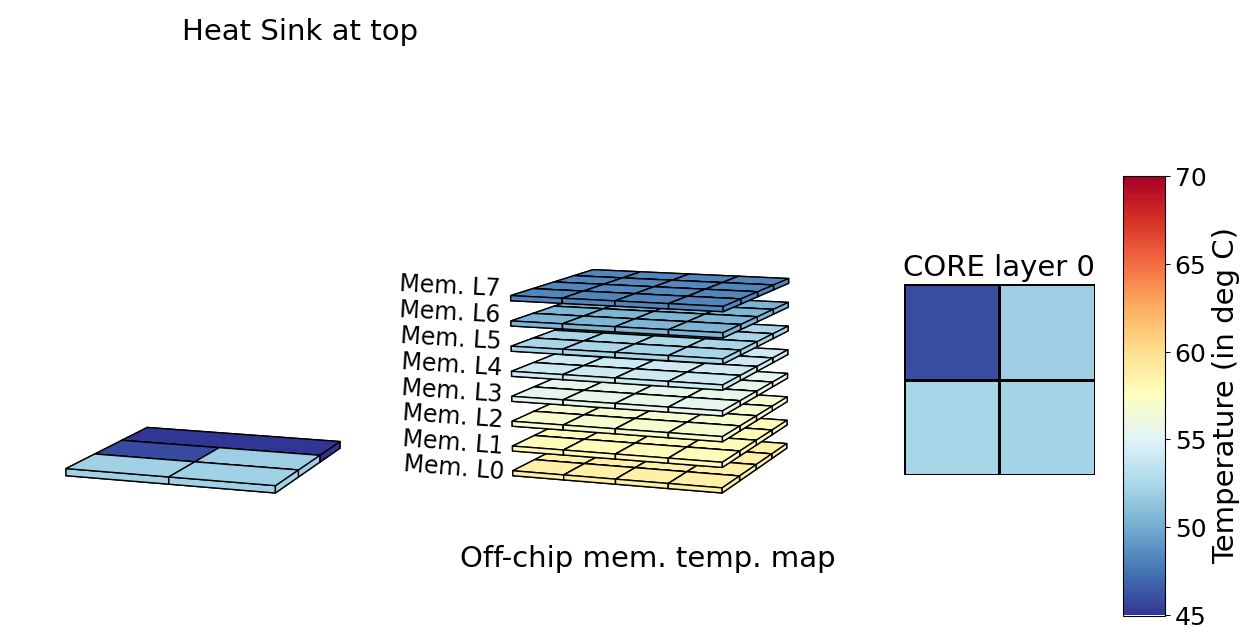 Heat Sink at top
Mem. L7
Mem. L6
Mem. L5
Mem. L4
Mem. L3
Mem. L2
Mem. L1
Mem. L0
Off-chip mem. temp. map
CORE layer 0
70
65
60
55
50
45
Temperature (in deg C)